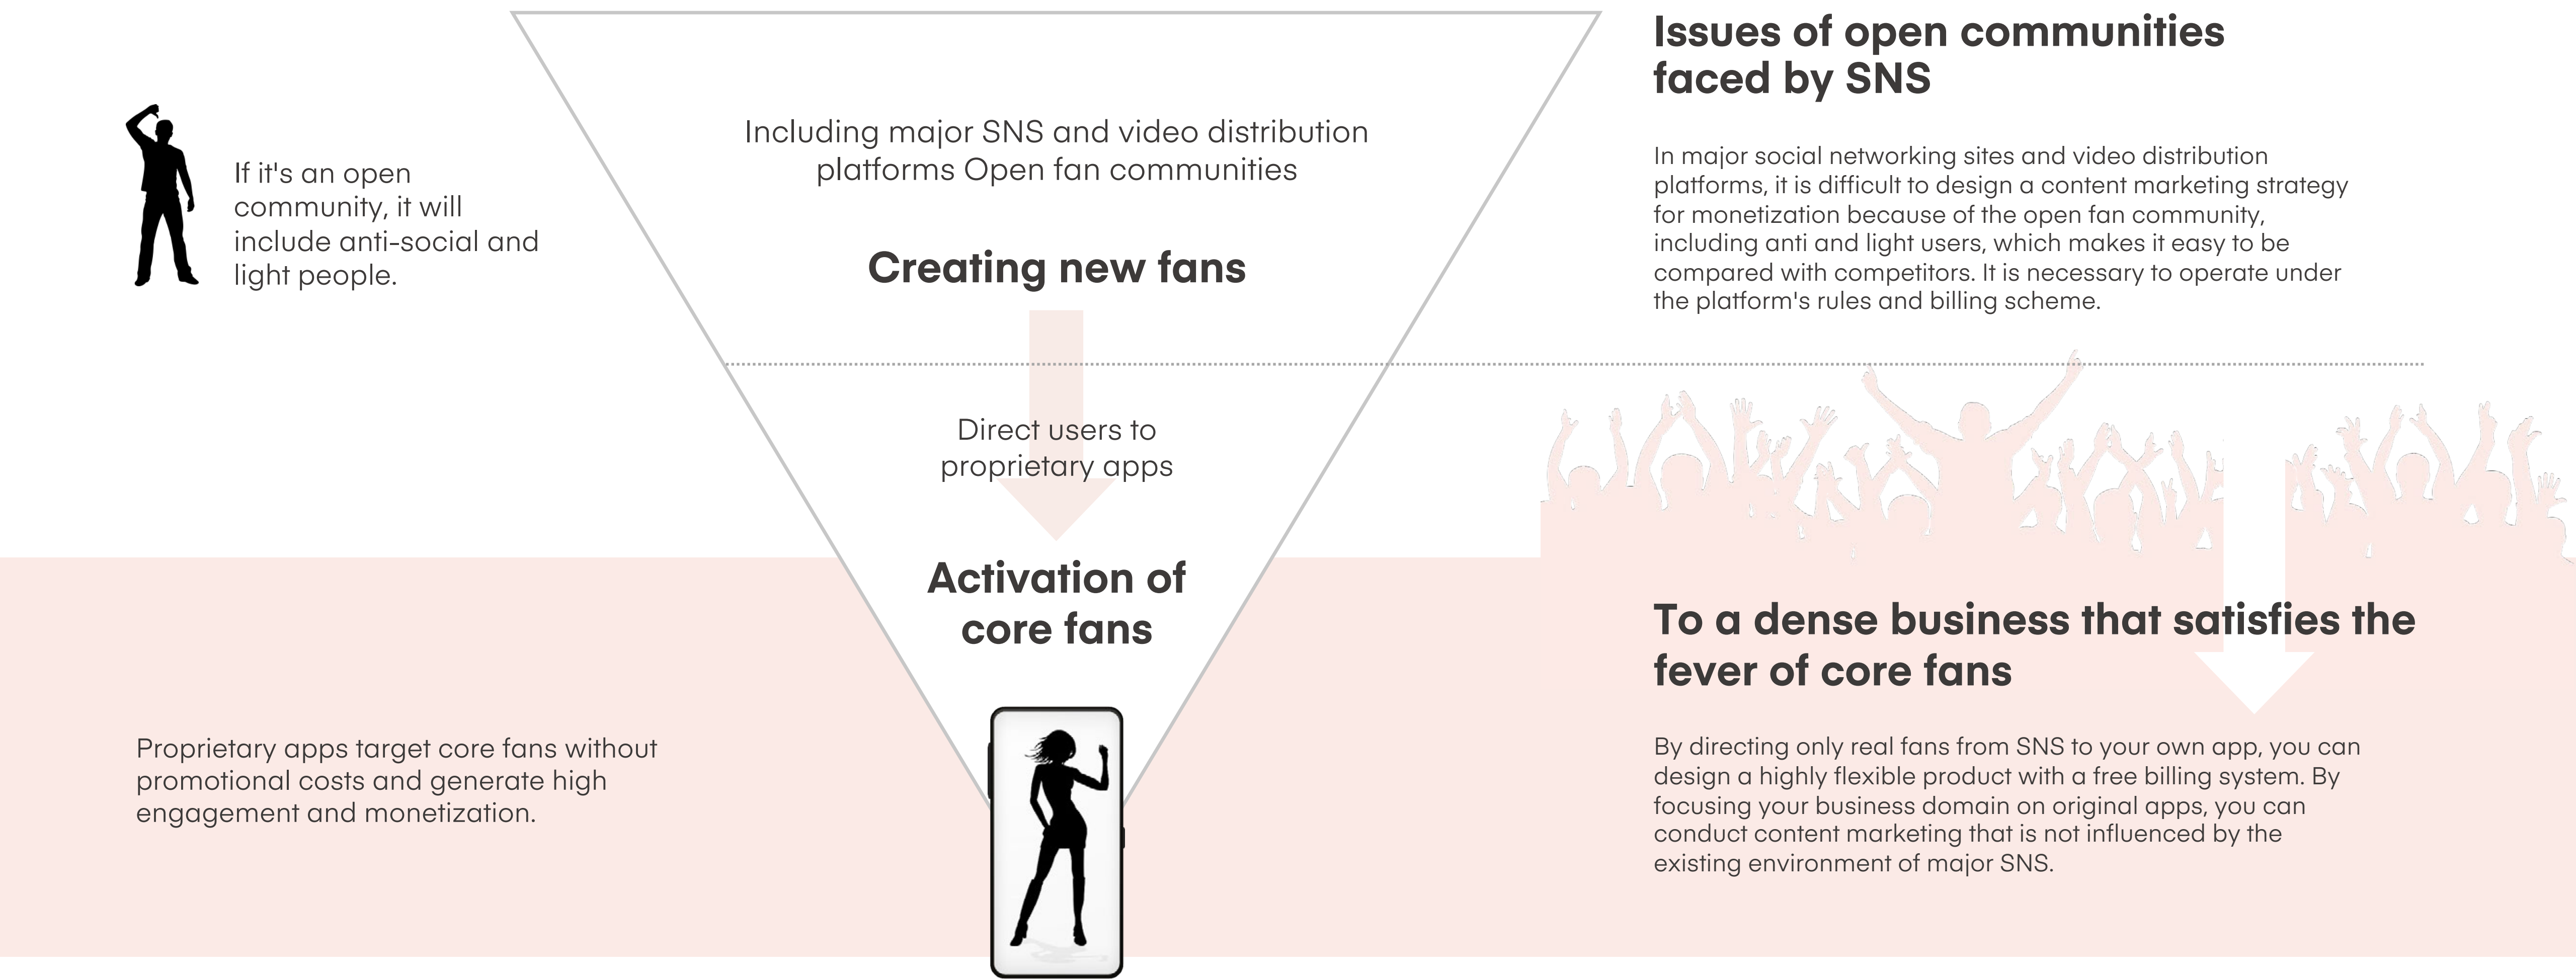 If it's an open
community, it will
include anti-social and
light people.
Including major SNS and video distribution
platforms Open fan communities
Creating new fans
Issues of open communities
faced by SNS
In major social networking sites and video distribution
platforms, it is difficult to design a content marketing strategy
for monetization because of the open fan community,
including anti and light users, which makes it easy to be
compared with competitors. It is necessary to operate under
the platform's rules and billing scheme.
Direct users to
proprietary apps
Activation of
core fans
Proprietary apps target core fans without
promotional costs and generate high
engagement and monetization.
To a dense business that satisfies the
fever of core fans
By directing only real fans from SNS to your own app, you can
design a highly flexible product with a free billing system. By
focusing your business domain on original apps, you can
conduct content marketing that is not influenced by the
existing environment of major SNS.